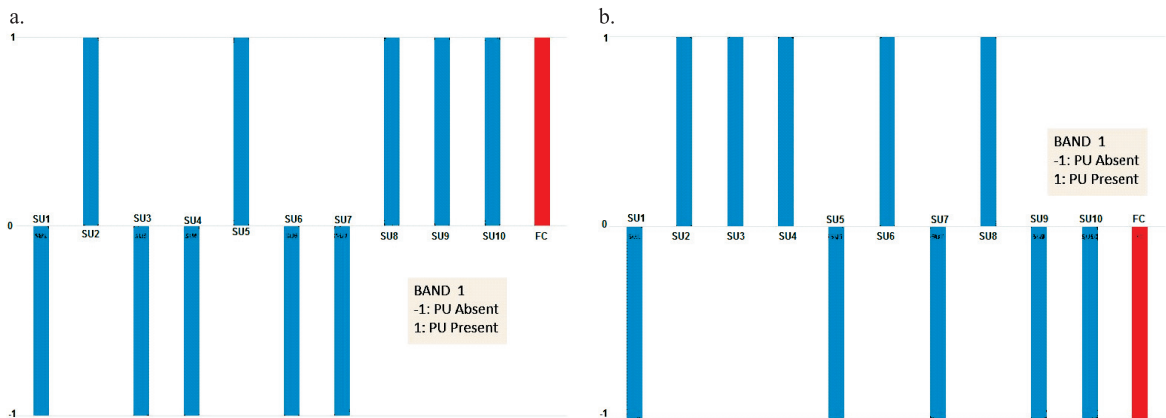 a.
1
SU1 SU3 SU4 SU6 SU7
0
SU2 SU5 SU8 SU9 SU10 FC
BAND 1
-1: PU Absent
1: PU Present
-1
b.
1
BAND 1
-1: PU Absent
1: PU Present
SU1 SU5 SU7 SU9 SU10 FC
0
SU2 SU3 SU4 SU6 SU8
-1